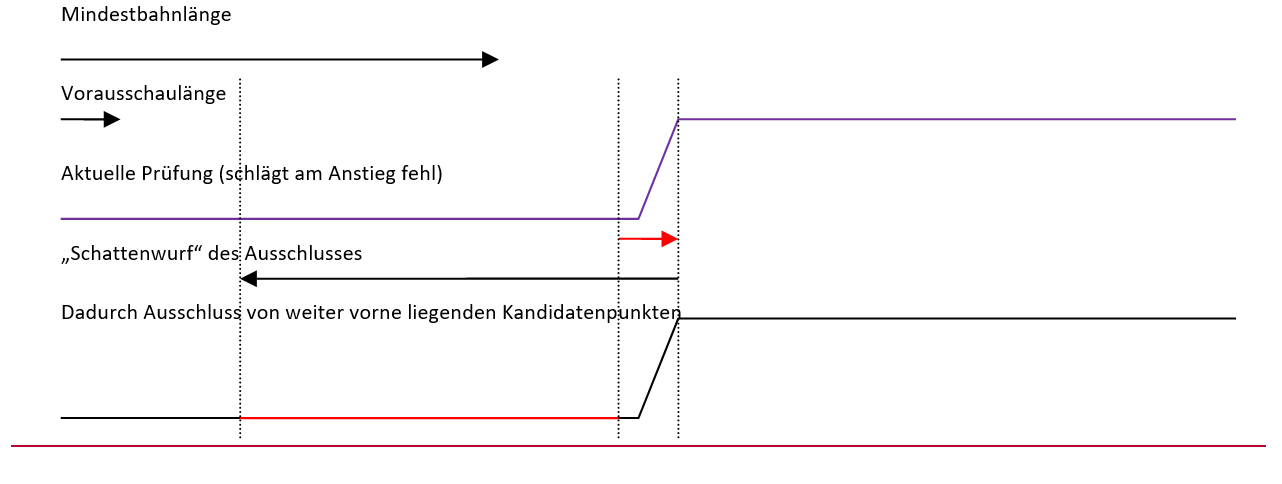 Mindestbahnlänge
Vorausschaulänge
Aktuelle Prüfung (schlägt am Anstieg fehl)
„Schattenwurf“ des Ausschlusses
Dadurch Ausschluss von weiter vorne liegenden Kandidatenpunkten